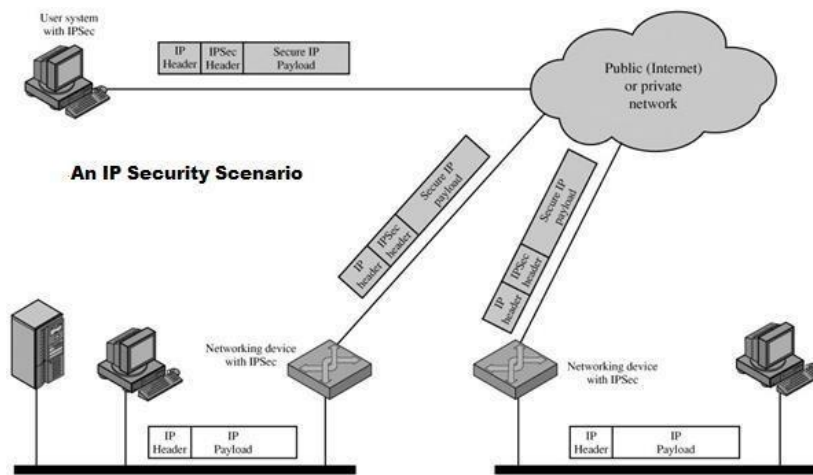 User system
with IPSec
IP
Header
IPSec
Header
Secure IP
Payload
Public (Internet)
or private
network
An IP Security Scenario
IP
header
IPSec
header
Secure IP
payload
IP
header
IPSec
header
Secure IP
payload
Networking device
with IPSec
Networking device
with IPSec
IP
Header
IP
Payload
IP
Header
IP
Payload